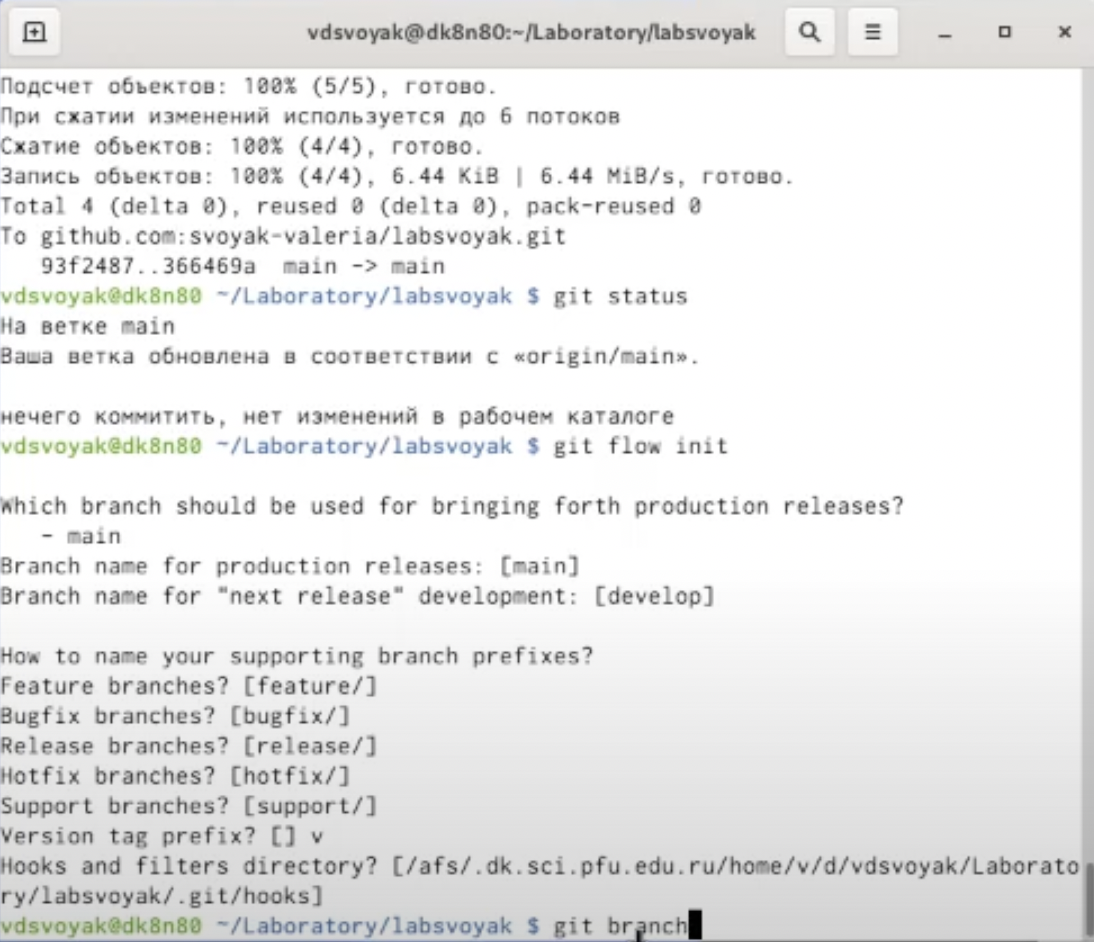 vdsvoyak@dk8n80:~/Laboratory/labsvoyak
Подсчет объектов: 100% (5/5), готово.
При сжатии изменений используется до 6 потоков
Сжатие объектов: 100% (4/4), готово.
Запись объектов: 100% (4/4), 6.44 KiB | 6.44 MiB/s, готово.
Total 4 (delta 0), reused 0 (delta 0), pack-reused 0
To github.com:svoyak-valeria/labsvoyak.git
   93f2487..366469a  main -> main
vdsvoyak@dk8n80 ~/Laboratory/labsvoyak $ git status
На ветке main
Ваша ветка обновлена в соответствии с «origin/main».
нечего коммитить, нет изменений в рабочем каталоге
vdsvoyak@dk8n80 ~/Laboratory/labsvoyak $ git flow init
Which branch should be used for bringing forth production releases?
   - main
Branch name for production releases: [main]
Branch name for "next release" development: [develop]
How to name your supporting branch prefixes?
Feature branches? [feature/]
Bugfix branches? [bugfix/]
Release branches? [release/]
Hotfix branches? [hotfix/]
Support branches? [support/]
Version tag prefix? [] v
Hooks and filters directory? [/afs/.dk.sci.pfu.edu.ru/home/v/d/vdsvoyak/Laborato
ry/labsvoyak/.git/hooks]
vdsvoyak@dk8n80 ~/Laboratory/labsvoyak $ git branch